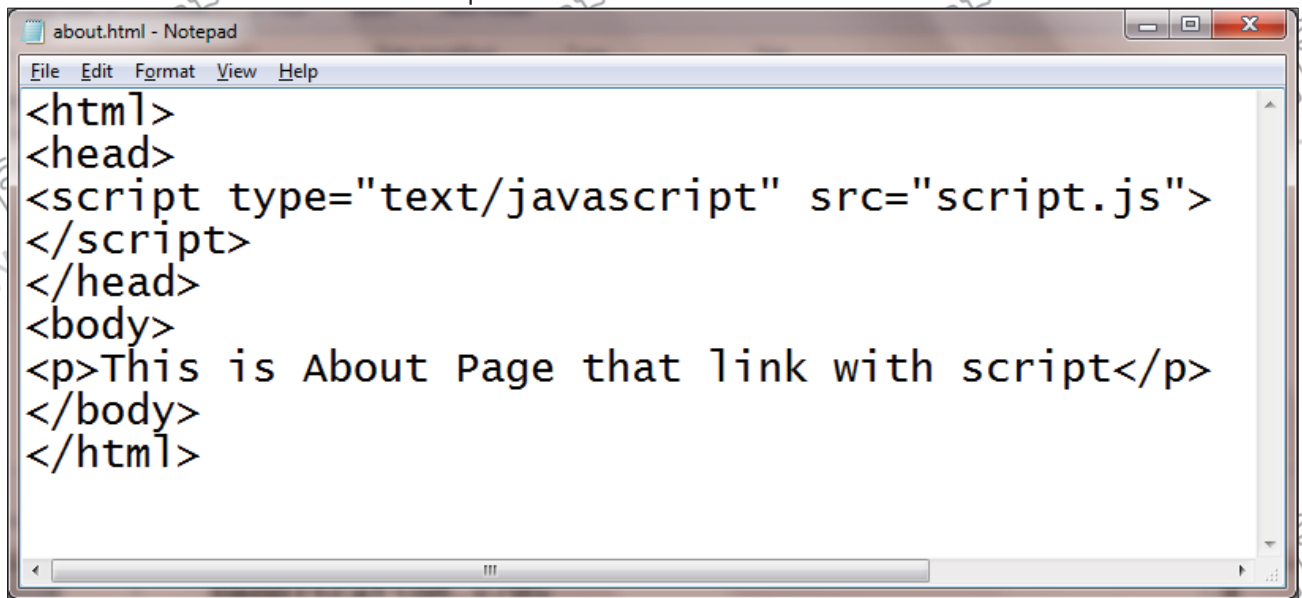 about.html - Notepad
File Edit Format View Help
<html>
<head>
<script type="text/javascript" src="script.js">
</script>
</head>
<body>
<p>This is About Page that link with script</p>
</body>
</html>